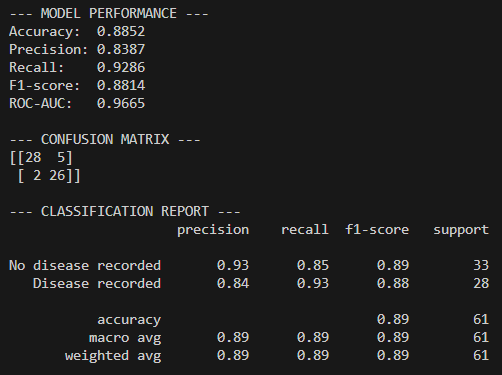 --- MODEL PERFORMANCE ---
Accuracy:  0.8852
Precision: 0.8387
Recall:    0.9286
F1-score:  0.8814
ROC-AUC:   0.9665
--- CONFUSION MATRIX ---
[[28  5]
 [ 2 26]]
--- CLASSIFICATION REPORT ---
                     precision    recall  f1-score   support
No disease recorded       0.93      0.85      0.89        33
   Disease recorded       0.84      0.93      0.88        28
           accuracy                           0.89        61
          macro avg       0.89      0.89      0.89        61
       weighted avg       0.89      0.89      0.89        61